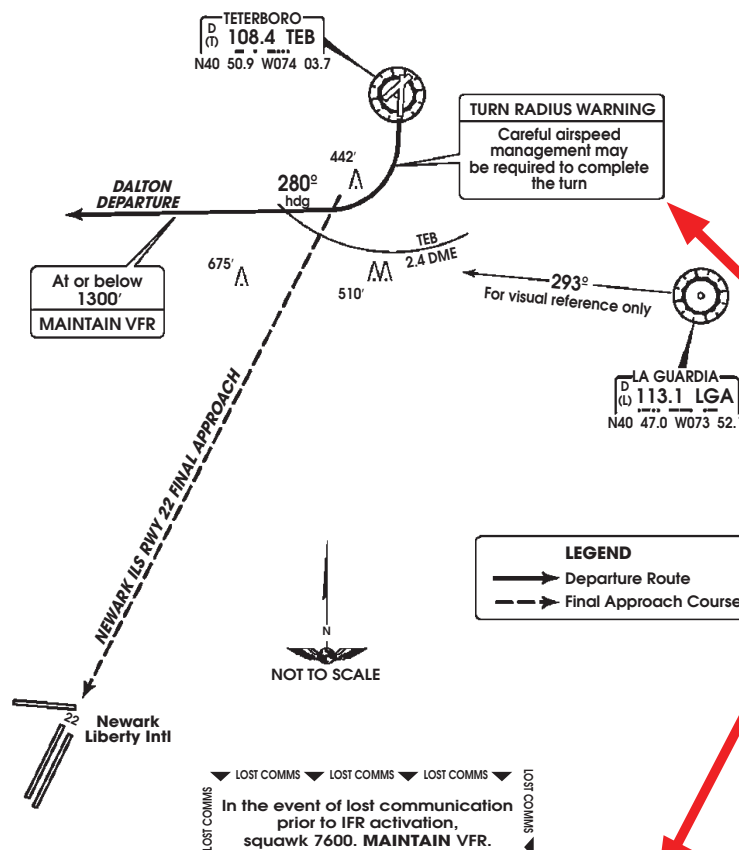 TETERBORO
D
(T) 108.4 TEB
N40 50.9 W074 03.7
TURN RADIUS WARNING
Careful airspeed
management may
be required to complete
the turn
442'
280º
hdg
DALTON
DEPARTURE
TEB
2.4 DME
675'
510'
293º
For visual reference only
At or below
1300'
MAINTAIN VFR
LA GUARDIA
D
(L) 113.1 LGA
N40 47.0 W073 52.
NEWARK ILS RWY 22 FINAL APPROACH
LEGEND
Departure Route
Final Approach Course
N
NOT TO SCALE
22
Newark
Liberty Intl
LOST COMMS LOST COMMS LOST COMMS
LOST COMMS
LOST COMMS
In the event of lost communication
prior to IFR activation,
squawk 7600. MAINTAIN VFR.